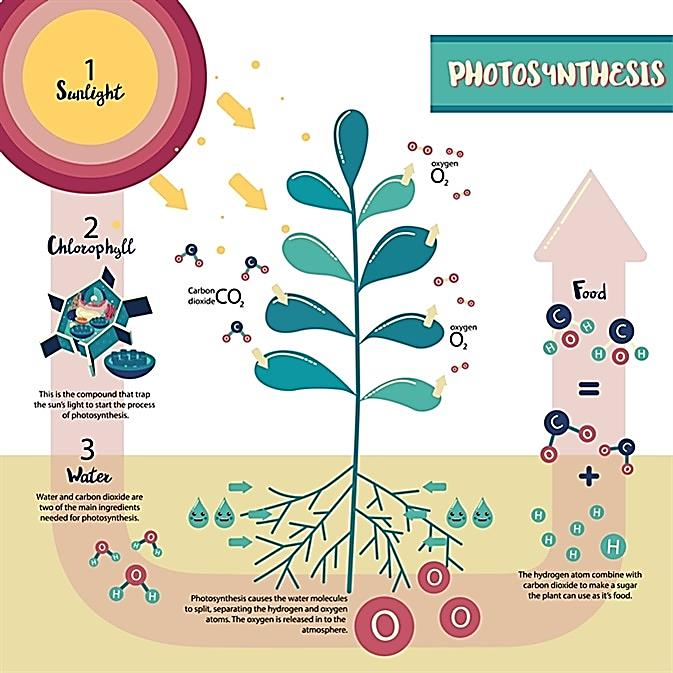 PHOTOSYNTHESIS
1
Sunlight
oxygen
O2
2
Chlorophyll
C
O
O
C
O
O
Carbon
dioxide CO2
C
O
O
oxygen
O2
This is the compound that trap
the sun's light to start the process
of photosynthesis.
3
Water
Water and carbon dioxide are
two of the main ingredients
needed for photosynthesis.
O
H
H
O
H
H
O
H
H
Photosynthesis causes the water molecules
to split, separating the hydrogen and oxygen
atoms. The oxygen is released in to the
atmosphere.
O
O
O
Food
C
O
H
H
C
H
O
H
=
C
O
O
C
O
O
+
H
H
H
H
H
H
The hydrogen atom combine with
carbon dioxide to make a sugar
the plant can use as it's food.